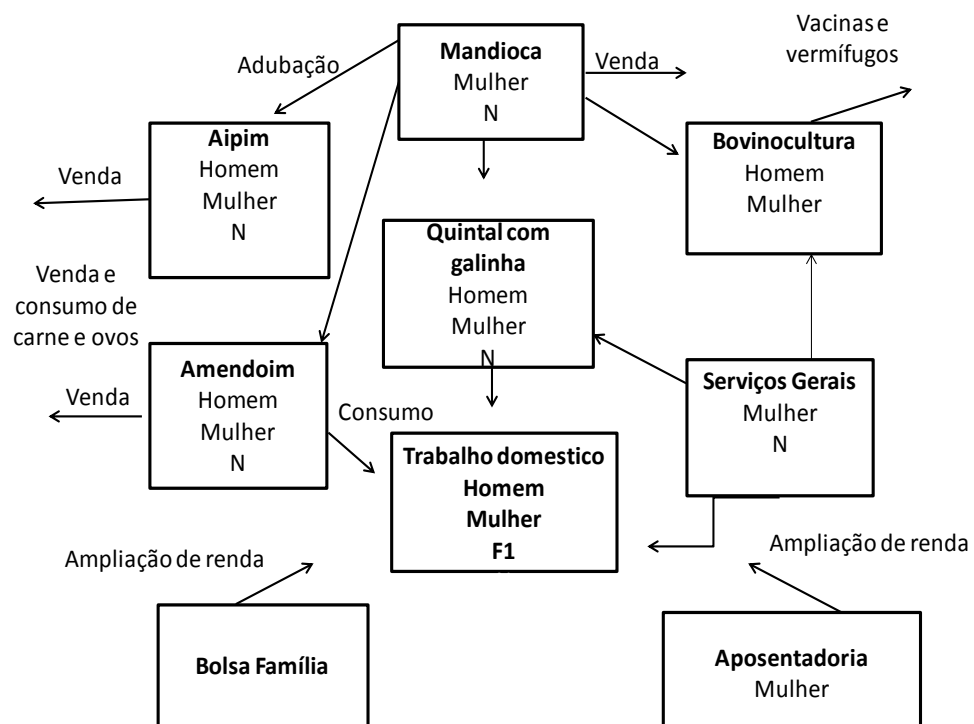 Vacinas e
vermífugos
Mandioca
Mulher
N
Adubação
Venda
Aipim
Homem
Mulher
N
Bovinocultura
Homem
Mulher
Venda
Quintal com
galinha
Homem
Mulher
N
Venda e
consumo de
carne e ovos
Amendoim
Homem
Mulher
N
Venda
Consumo
Serviços Gerais
Mulher
N
Trabalho domestico
Homem
Mulher
F1
Ampliação de renda
Ampliação de renda
Bolsa Família
Aposentadoria
Mulher